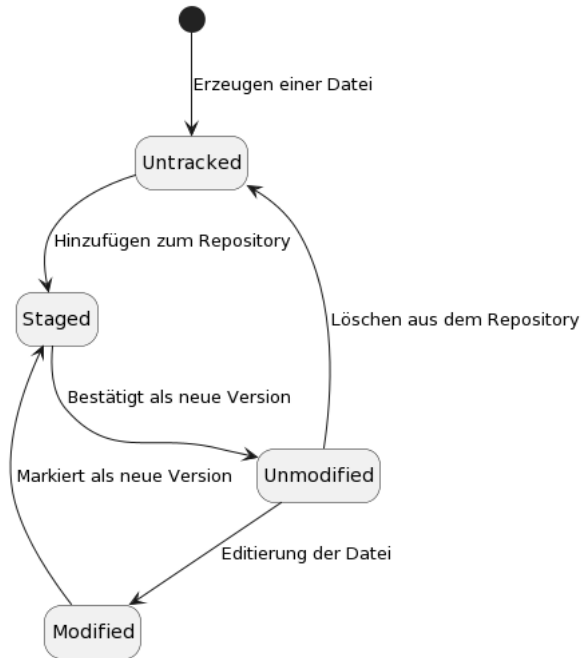 Erzeugen einer Datei
Untracked
Hinzufügen zum Repository
Staged
Löschen aus dem Repository
Bestätigt als neue Version
Unmodified
Markiert als neue Version
Editierung der Datei
Modified